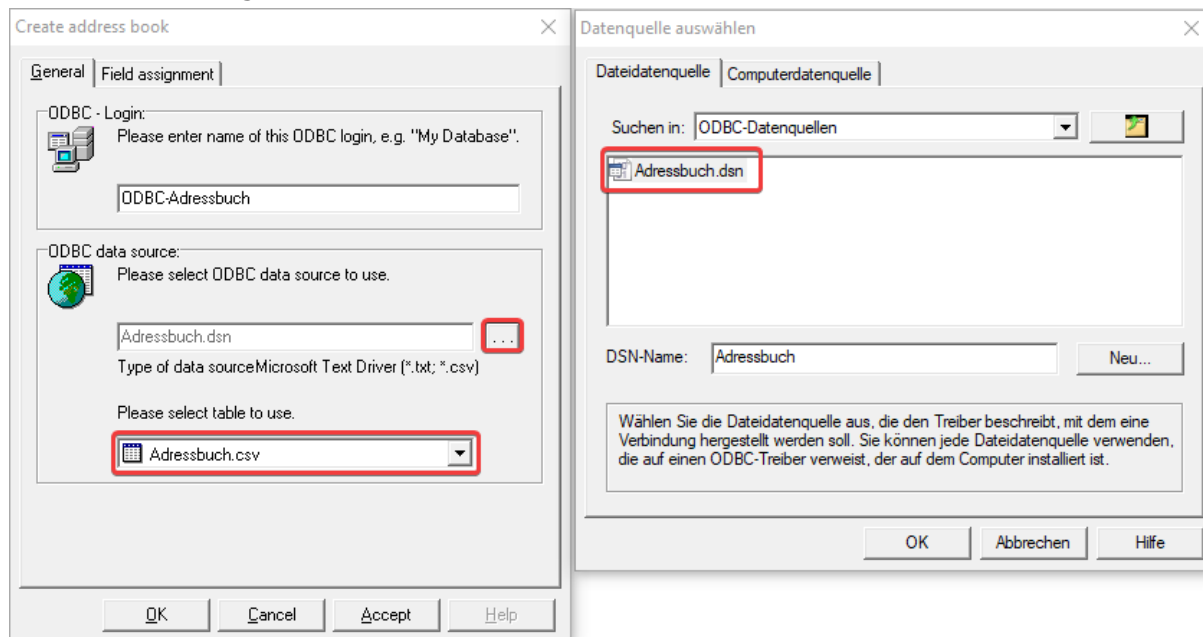 Create address book
General
Field assignment
ODBC - Login:
Please enter name of this ODBC login, e.g. "My Database".
ODBC-Adressbuch
ODBC data source:
Please select ODBC data source to use.
Adressbuch.dsn
...
Type of data sourceMicrosoft Text Driver (*.txt; *.csv)
Please select table to use.
Adressbuch.csv
OK
Cancel
Accept
Help
Datenquelle auswählen
Dateidatenquelle
Computerdatenquelle
Suchen in:
ODBC-Datenquellen
Adressbuch.dsn
DSN-Name:
Adressbuch
Neu...
Wählen Sie die Dateidatenquelle aus, die den Treiber beschreibt, mit dem eine
Verbindung hergestellt werden soll. Sie können jede Dateidatenquelle verwenden,
die auf einen ODBC-Treiber verweist, der auf dem Computer installiert ist.
OK
Abbrechen
Hilfe